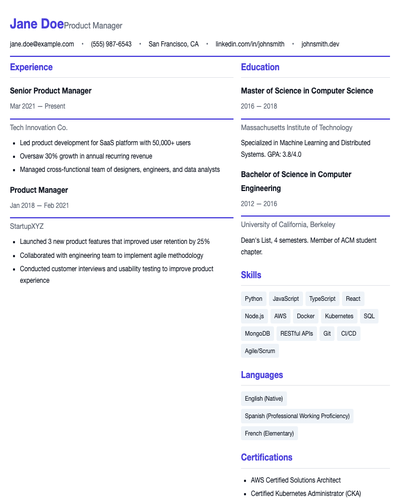 Jane Doe Product Manager
jane.doe@example.com • (555) 987-6543 • San Francisco, CA • linkedin.com/in/johnsmith • johnsmith.dev
Experience
Senior Product Manager
Mar 2021 — Present
Tech Innovation Co.
• Led product development for SaaS platform with 50,000+ users
• Oversaw 30% growth in annual recurring revenue
• Managed cross-functional team of designers, engineers, and data analysts
Product Manager
Jan 2018 — Feb 2021
StartupXYZ
• Launched 3 new product features that improved user retention by 25%
• Collaborated with engineering team to implement agile methodology
• Conducted customer interviews and usability testing to improve product
experience
Education
Master of Science in Computer Science
2016 — 2018
Massachusetts Institute of Technology
Specialized in Machine Learning and Distributed
Systems. GPA: 3.8/4.0
Bachelor of Science in Computer
Engineering
2012 — 2016
University of California, Berkeley
Dean's List, 4 semesters. Member of ACM student
chapter.
Skills
Python JavaScript TypeScript React
Node.js AWS Docker Kubernetes SQL
MongoDB RESTful APIs Git CI/CD
Agile/Scrum
Languages
English (Native)
Spanish (Professional Working Proficiency)
French (Elementary)
Certifications
• AWS Certified Solutions Architect
• Certified Kubernetes Administrator (CKA)